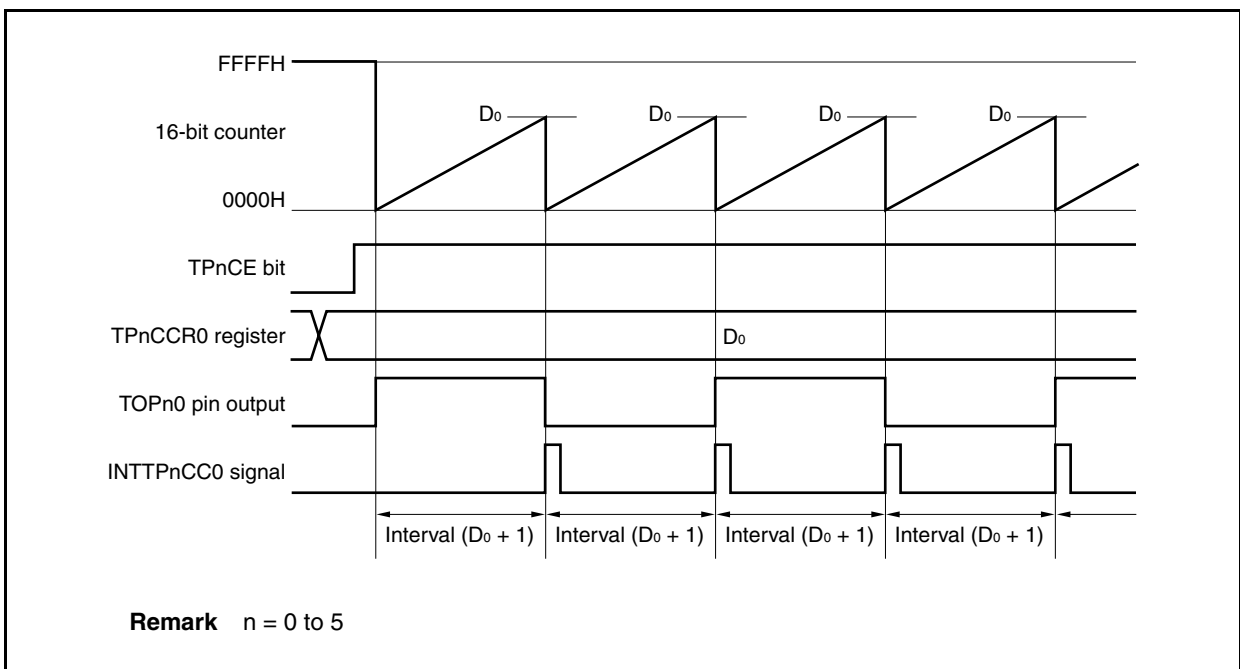 FFFFH
D0 D0 D0 D0
16-bit counter
0000H
TPnCE bit
TPnCCR0 register D0
TOPn0 pin output
INTTPnCC0 signal
Interval (D0 + 1) Interval (D0 + 1) Interval (D0 + 1) Interval (D0 + 1)
Remark n = 0 to 5